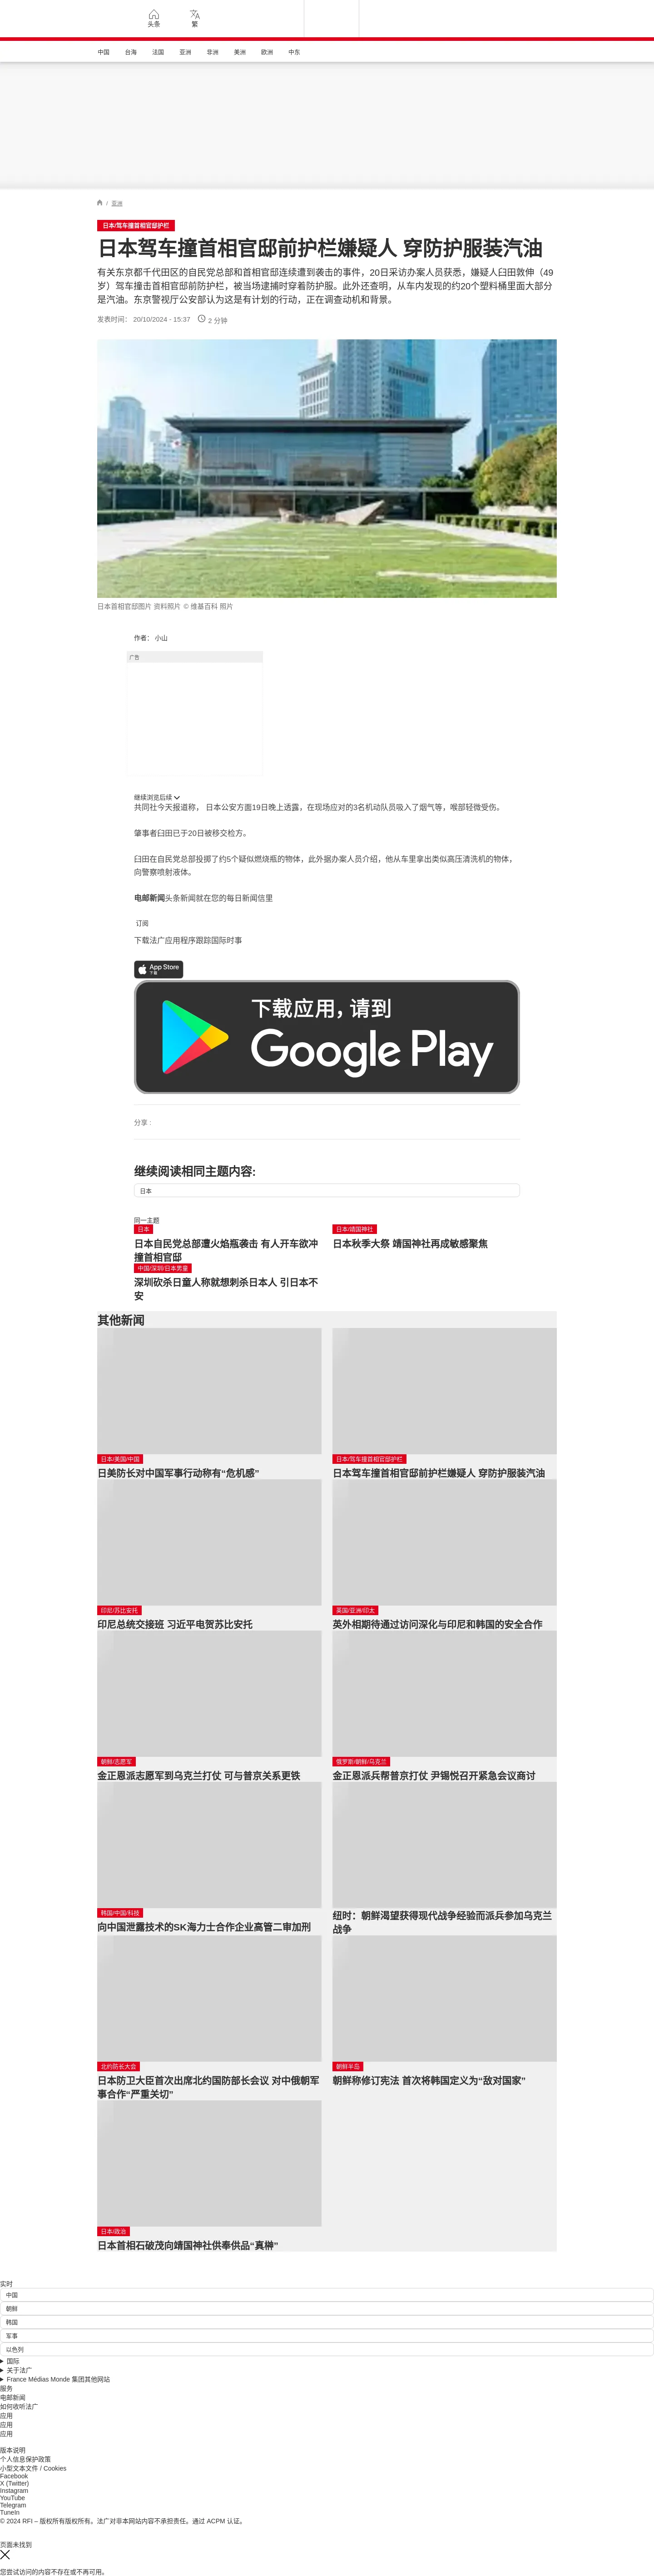 头条
繁
中国
台海
法国
亚洲
非洲
美洲
欧洲
中东
/ 亚洲
日本/驾车撞首相官邸护栏
日本驾车撞首相官邸前护栏嫌疑人 穿防护服装汽油
有关东京都千代田区的自民党总部和首相官邸连续遭到袭击的事件，20日采访办案人员获悉，嫌疑人臼田敦伸（49
岁）驾车撞击首相官邸前防护栏，被当场逮捕时穿着防护服。此外还查明，从车内发现的约20个塑料桶里面大部分
是汽油。东京警视厅公安部认为这是有计划的行动，正在调查动机和背景。
发表时间： 20/10/2024 - 15:37
2 分钟
日本首相官邸图片 资料照片 © 维基百科 照片
作者： 小山
广告
继续浏览后续
共同社今天报道称， 日本公安方面19日晚上透露，在现场应对的3名机动队员吸入了烟气等，喉部轻微受伤。
肇事者臼田已于20日被移交检方。
臼田在自民党总部投掷了约5个疑似燃烧瓶的物体，此外据办案人员介绍，他从车里拿出类似高压清洗机的物体，
向警察喷射液体。
电邮新闻头条新闻就在您的每日新闻信里
订阅
下载法广应用程序跟踪国际时事
App Store
下载
下载应用，请到
Google Play
分享 :
继续阅读相同主题内容:
日本
同一主题
日本
日本自民党总部遭火焰瓶袭击 有人开车欲冲
撞首相官邸
日本/靖国神社
日本秋季大祭 靖国神社再成敏感聚焦
中国/深圳/日本男童
深圳砍杀日童人称就想刺杀日本人 引日本不
安
其他新闻
日本/美国/中国
日美防长对中国军事行动称有“危机感”
日本/驾车撞首相官邸护栏
日本驾车撞首相官邸前护栏嫌疑人 穿防护服装汽油
印尼/苏比安托
印尼总统交接班 习近平电贺苏比安托
英国/亚洲/印太
英外相期待通过访问深化与印尼和韩国的安全合作
朝鲜/志愿军
金正恩派志愿军到乌克兰打仗 可与普京关系更铁
俄罗斯/朝鲜/乌克兰
金正恩派兵帮普京打仗 尹锡悦召开紧急会议商讨
韩国/中国/科技
向中国泄露技术的SK海力士合作企业高管二审加刑
纽时：朝鲜渴望获得现代战争经验而派兵参加乌克兰
战争
北约防长大会
日本防卫大臣首次出席北约国防部长会议 对中俄朝军
事合作“严重关切”
朝鲜半岛
朝鲜称修订宪法 首次将韩国定义为“敌对国家”
日本/政治
日本首相石破茂向靖国神社供奉供品“真榊”
实时
中国
朝鲜
韩国
军事
以色列
国际
关于法广
France Médias Monde 集团其他网站
服务
电邮新闻
如何收听法广
应用
应用
应用
版本说明
个人信息保护政策
小型文本文件 / Cookies
Facebook
X (Twitter)
Instagram
YouTube
Telegram
TuneIn
© 2024 RFI – 版权所有版权所有。法广对非本网站内容不承担责任。通过 ACPM 认证。
页面未找到
您尝试访问的内容不存在或不再可用。